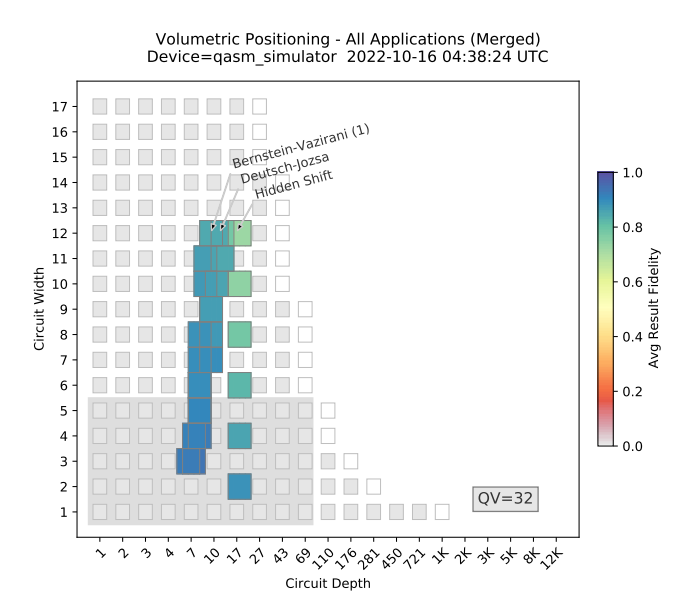 Volumetric Positioning - All Applications (Merged)
Device=qasm_simulator  2022-10-16 04:38:24 UTC
17
16
15
14
13
12
11
10
9
8
7
6
5
4
3
2
1
Circuit Width
Bernstein-Vazirani (1)
Deutsch-Jozsa
Hidden Shift
QV=32
1 2 3 4 7 10 17 27 43 69 110 176 281 450 721 1K 2K 3K 5K 8K 12K
Circuit Depth
1.0
0.8
0.6
0.4
0.2
0.0
Avg Result Fidelity